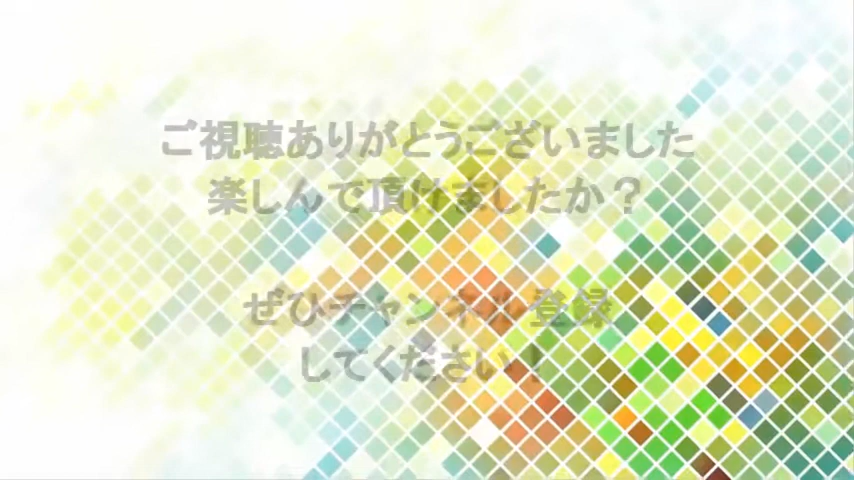 ご視聴ありがとうございました
楽しんで頂けましたか？
ぜひチャンネル登録
してください！